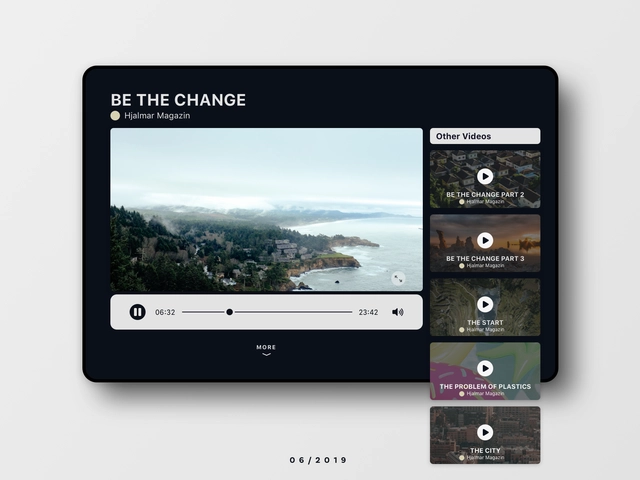 BE THE CHANGE
Hjalmar Magazin
Other Videos
BE THE CHANGE PART 2
Hjalmar Magazin
BE THE CHANGE PART 3
Hjalmar Magazin
THE START
Hjalmar Magazin
THE PROBLEM OF PLASTICS
Hjalmar Magazin
THE CITY
Hjalmar Magazin
06:32
23:42
MORE
06/2019